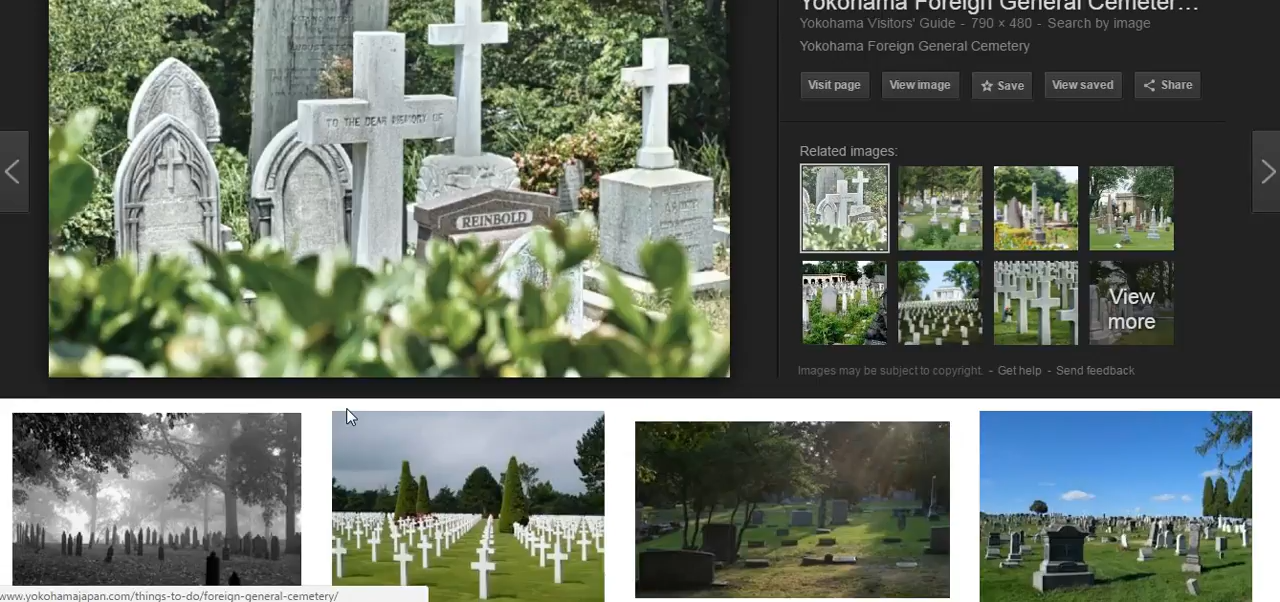 Yokohama Foreign General Cemeter...
Yokohama Visitors' Guide - 790 × 480 - Search by image
Yokohama Foreign General Cemetery
Visit page
View image
Save
View saved
Share
AUGUST
TO THE DEAR MEMORY OF
REINBOLD
Related images:
View
more
Images may be subject to copyright. - Get help - Send feedback
www.yokohamajapan.com/things-to-do/foreign-general-cemetery/